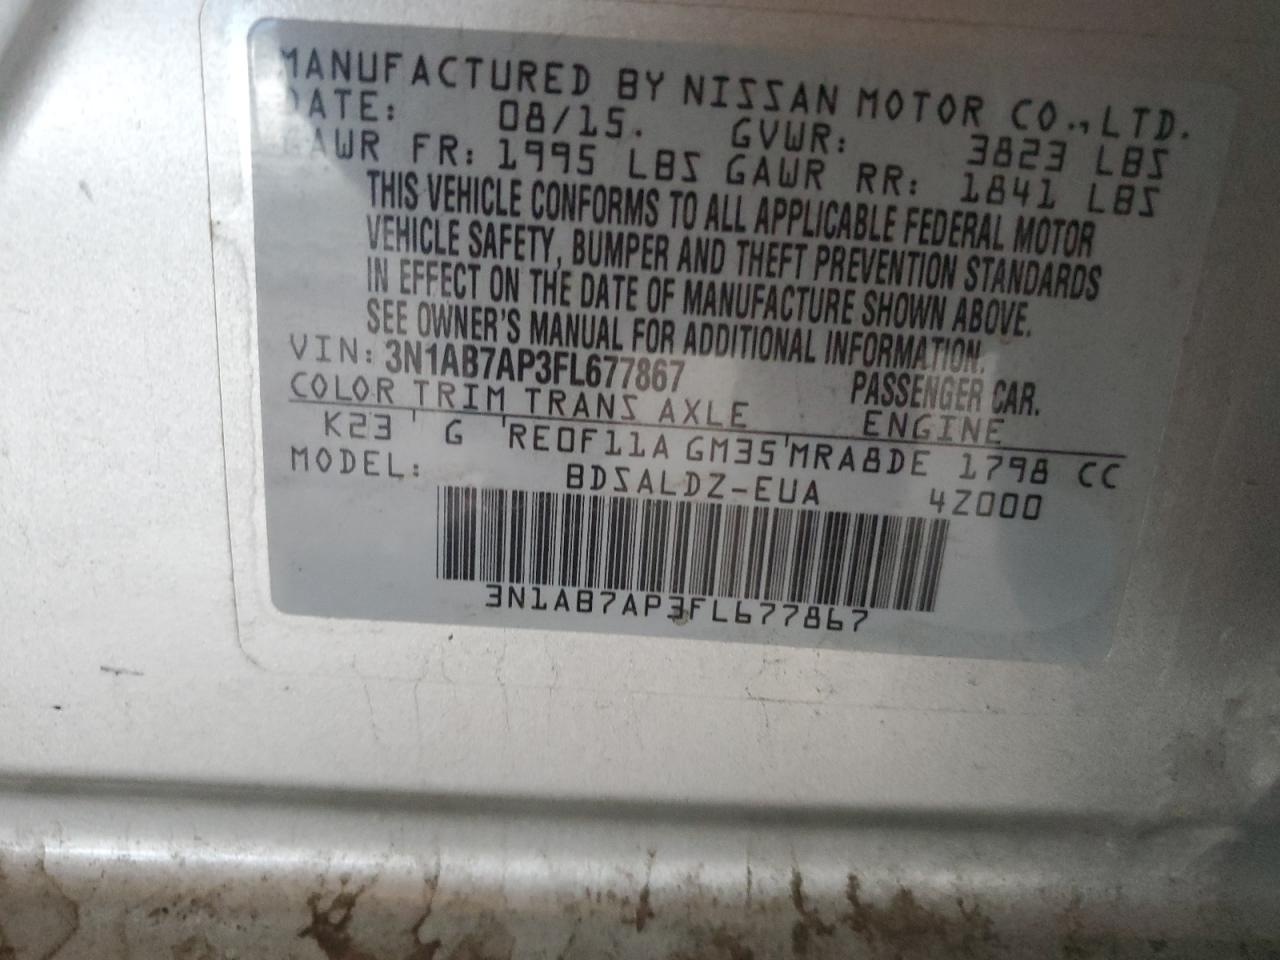 MANUFACTURED BY NISSAN MOTOR CO.,LTD.
DATE: 08/15. GVWR: 3823 LBS
GAWR FR: 1995 LBS GAWR RR: 1841 LBS
THIS VEHICLE CONFORMS TO ALL APPLICABLE FEDERAL MOTOR
VEHICLE SAFETY, BUMPER AND THEFT PREVENTION STANDARDS
IN EFFECT ON THE DATE OF MANUFACTURE SHOWN ABOVE.
SEE OWNER'S MANUAL FOR ADDITIONAL INFORMATION.
VIN: 3N1AB7AP3FL677867 PASSENGER CAR.
COLOR TRIM TRANS AXLE ENGINE
K23 ' G 'RE0F11A GM35'MRA8DE 1798 CC
MODEL: BDSALDZ-EUA 4Z000
3N1AB7AP3FL677867